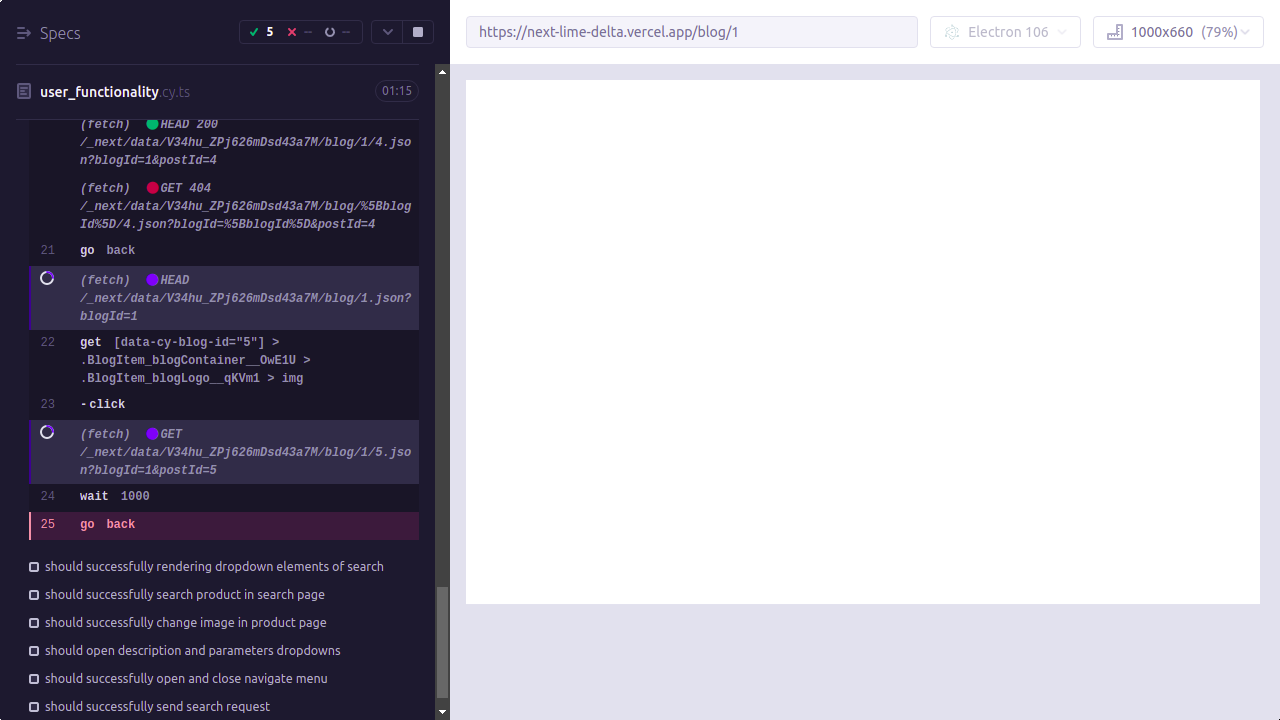 Specs
5
--
--
https://next-lime-delta.vercel.app/blog/1
Electron 106
1000x660 (79%)
user_functionality.cy.ts
01:15
(fetch) HEAD 200
/_next/data/V34hu_ZPj626mDsd43a7M/blog/1/4.jso
n?blogId=1&postId=4
(fetch) GET 404
/_next/data/V34hu_ZPj626mDsd43a7M/blog/%5Bblog
Id%5D/4.json?blogId=%5BblogId%5D&postId=4
21 go back
(fetch) HEAD
/_next/data/V34hu_ZPj626mDsd43a7M/blog/1.json?
blogId=1
22 get [data-cy-blog-id="5"] >
.BlogItem_blogContainer__OwE1U >
.BlogItem_blogLogo__qKVm1 > img
23 -click
(fetch) GET
/_next/data/V34hu_ZPj626mDsd43a7M/blog/1/5.jso
n?blogId=1&postId=5
24 wait 1000
25 go back
should successfully rendering dropdown elements of search
should successfully search product in search page
should successfully change image in product page
should open description and parameters dropdowns
should successfully open and close navigate menu
should successfully send search request